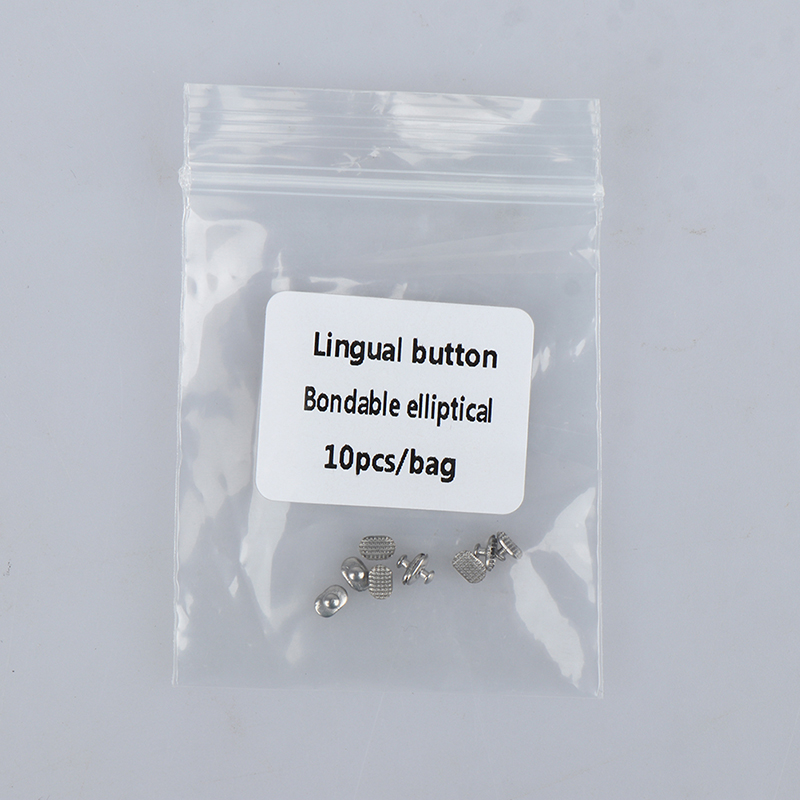 Lingual button
Bondable elliptical
10pcs/bag